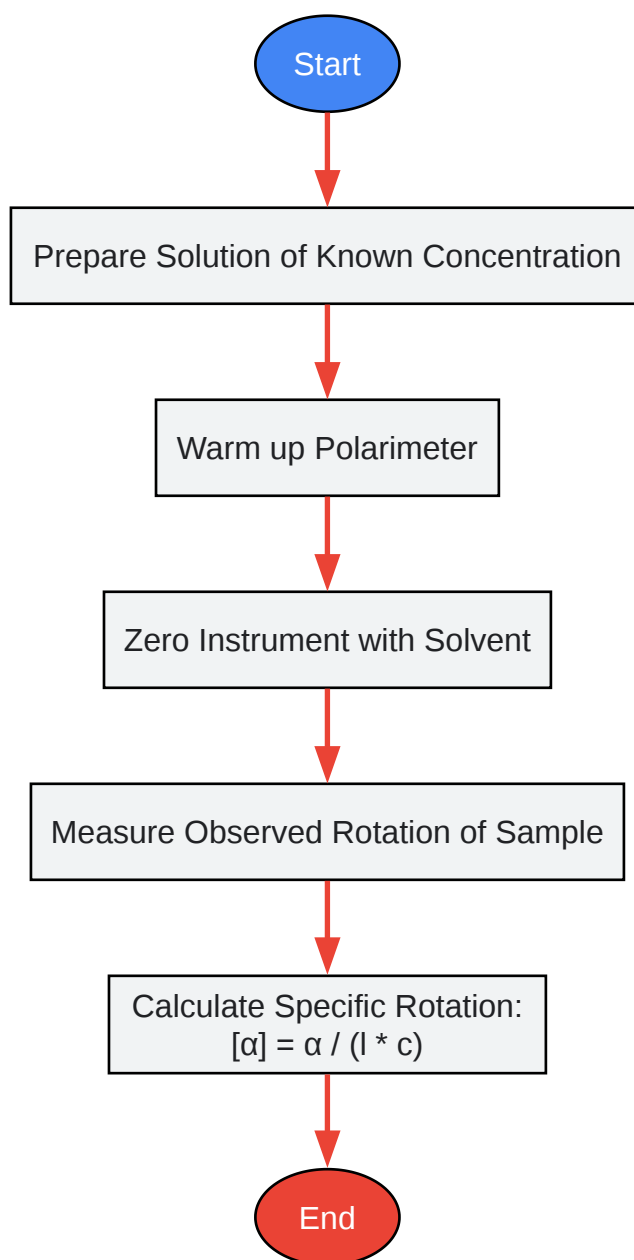 Start
Prepare Solution of Known Concentration
Warm up Polarimeter
Zero Instrument with Solvent
Measure Observed Rotation of Sample
Calculate Specific Rotation:
[α] = α / (l * c)
End